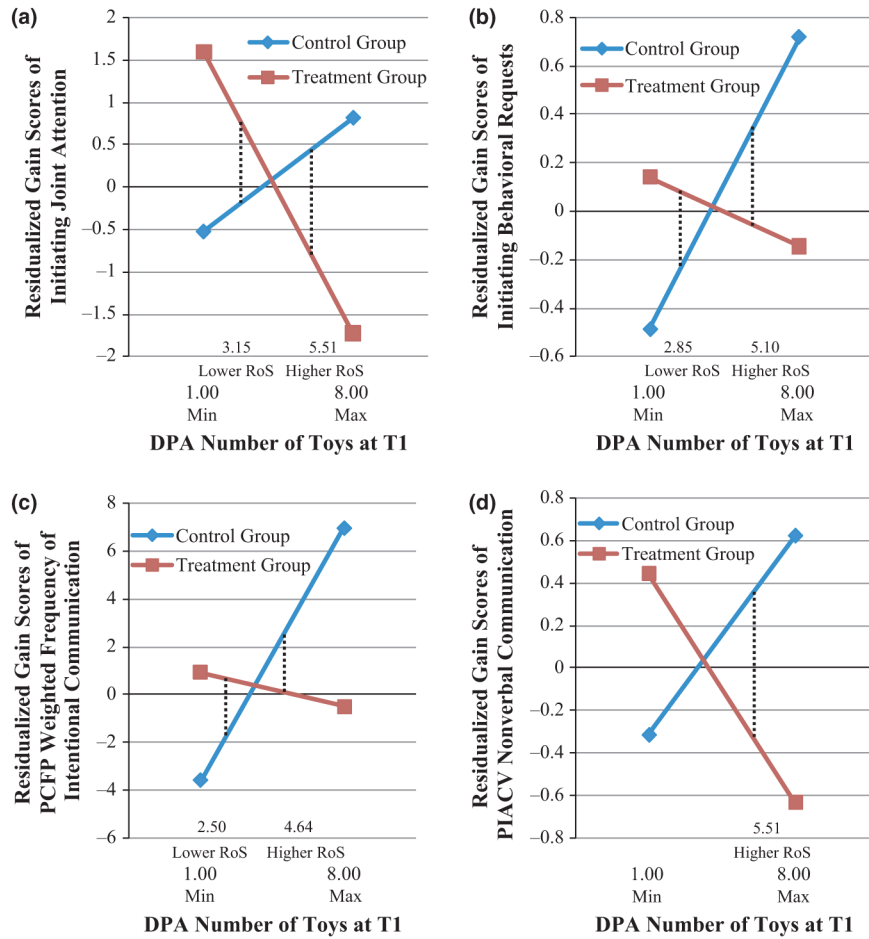 (a)
Residualized Gain Scores of
Initiating Joint Attention
2
1.5
1
0.5
0
–0.5
–1
–1.5
–2
Control Group
Treatment Group
3.15
5.51
Lower RoS
Higher RoS
1.00
8.00
Min
Max
DPA Number of Toys at T1
(b)
Residualized Gain Scores of
Initiating Behavioral Requests
0.8
0.6
0.4
0.2
0
–0.2
–0.4
–0.6
Control Group
Treatment Group
2.85
5.10
Lower RoS
Higher RoS
1.00
8.00
Min
Max
DPA Number of Toys at T1
(c)
Residualized Gain Scores of
PCFP Weighted Frequency of
Intentional Communication
8
6
4
2
0
–2
–4
–6
Control Group
Treatment Group
2.50
4.64
Lower RoS
Higher RoS
1.00
8.00
Min
Max
DPA Number of Toys at T1
(d)
Residualized Gain Scores of
PIACV Nonverbal Communication
0.8
0.6
0.4
0.2
0
–0.2
–0.4
–0.6
–0.8
Control Group
Treatment Group
5.51
Higher RoS
1.00
8.00
Min
Max
DPA Number of Toys at T1